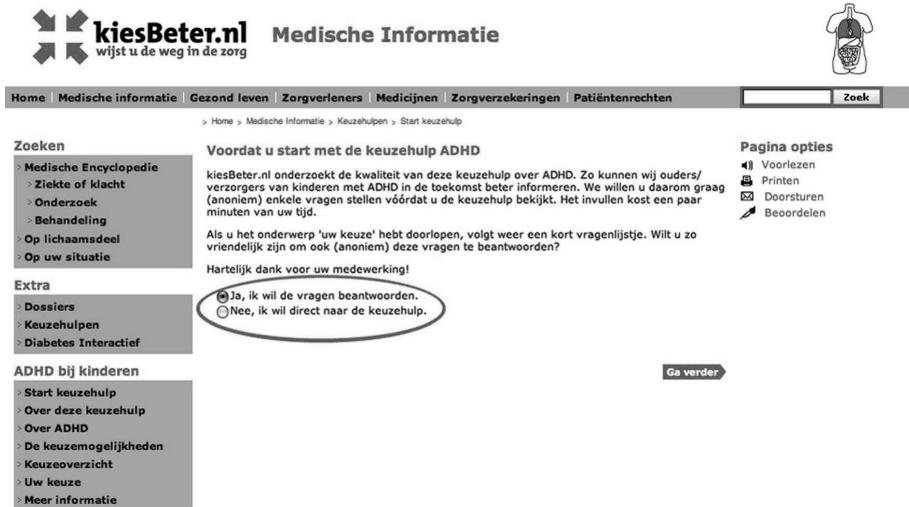 kiesBeter.nl
wijst u de weg in de zorg
Medische Informatie
Home | Medische informatie | Gezond leven | Zorgverleners | Medicijnen | Zorgverzekeringen | Patiëntenrechten
Zoek
> Home > Medische Informatie > Keuzehulpen > Start keuzehulp
Zoeken
> Medische Encyclopedie
> Ziekte of klacht
> Onderzoek
> Behandeling
> Op lichaamsdeel
> Op uw situatie
Extra
> Dossiers
> Keuzehulpen
> Diabetes Interactief
ADHD bij kinderen
> Start keuzehulp
> Over deze keuzehulp
> Over ADHD
> De keuzemogelijkheden
> Keuzeoverzicht
> Uw keuze
> Meer informatie
Voordat u start met de keuzehulp ADHD
kiesBeter.nl onderzoekt de kwaliteit van deze keuzehulp over ADHD. Zo kunnen wij ouders/
verzorgers van kinderen met ADHD in de toekomst beter informeren. We willen u daarom graag
(anoniem) enkele vragen stellen vóórdat u de keuzehulp bekijkt. Het invullen kost een paar
minuten van uw tijd.
Als u het onderwerp 'uw keuze' hebt doorlopen, volgt weer een kort vragenlijstje. Wilt u zo
vriendelijk zijn om ook (anoniem) deze vragen te beantwoorden?
Hartelijk dank voor uw medewerking!
Ja, ik wil de vragen beantwoorden.
Nee, ik wil direct naar de keuzehulp.
Ga verder
Pagina opties
Voorlezen
Printen
Doorsturen
Beoordelen